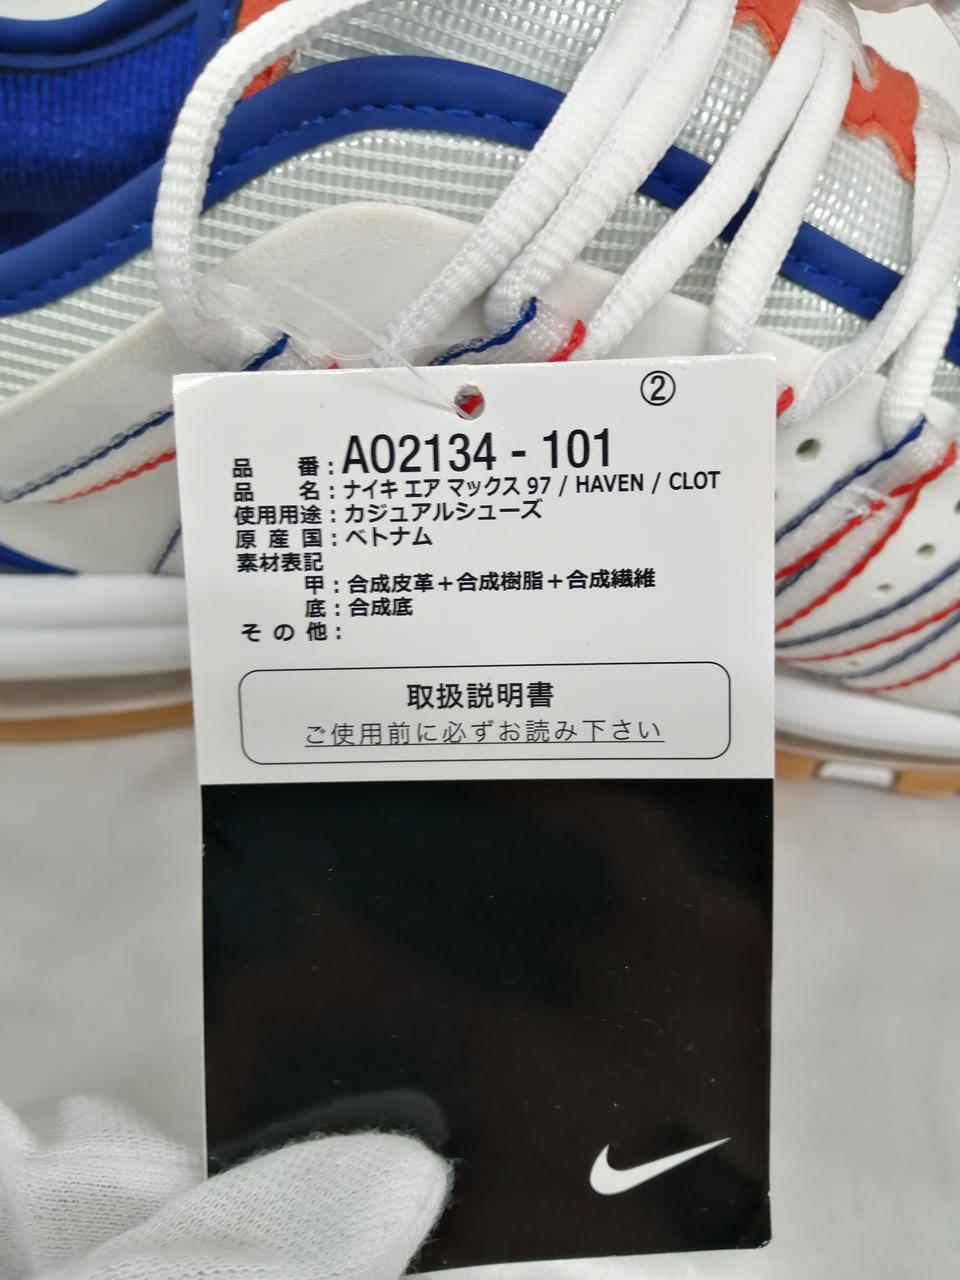 ②
品 番 : AO2134 - 101
品 名 : ナイキ エア マックス 97 / HAVEN / CLOT
使用用途 : カジュアルシューズ
原 産 国 : ベトナム
素材表記
甲 : 合成皮革＋合成樹脂＋合成繊維
底 : 合成底
そ の 他 :
取扱説明書
ご使用前に必ずお読み下さい